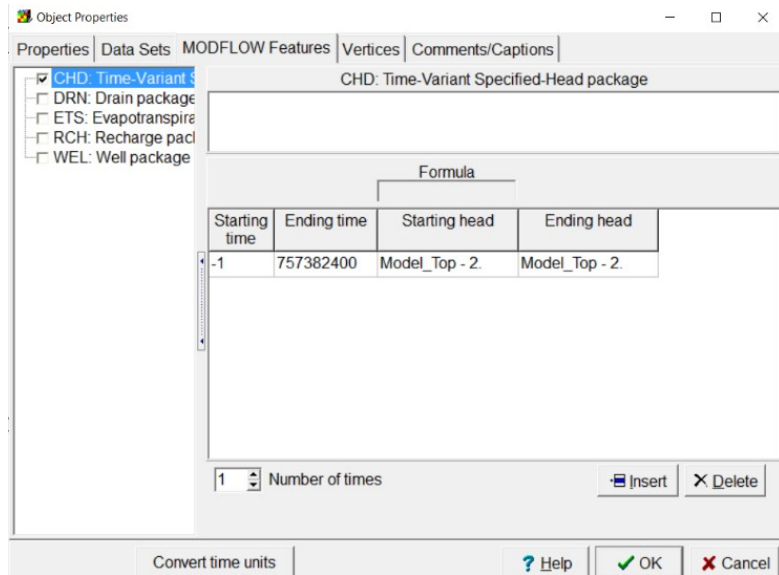 Object Properties
Properties Data Sets MODFLOW Features Vertices Comments/Captions
CHD: Time-Variant S
DRN: Drain package
ETS: Evapotranspira
RCH: Recharge pac
WEL: Well package
CHD: Time-Variant Specified-Head package
Formula
Starting time Ending time Starting head Ending head
-1 757382400 Model_Top - 2. Model_Top - 2.
1 Number of times Insert Delete
Convert time units ? Help OK Cancel